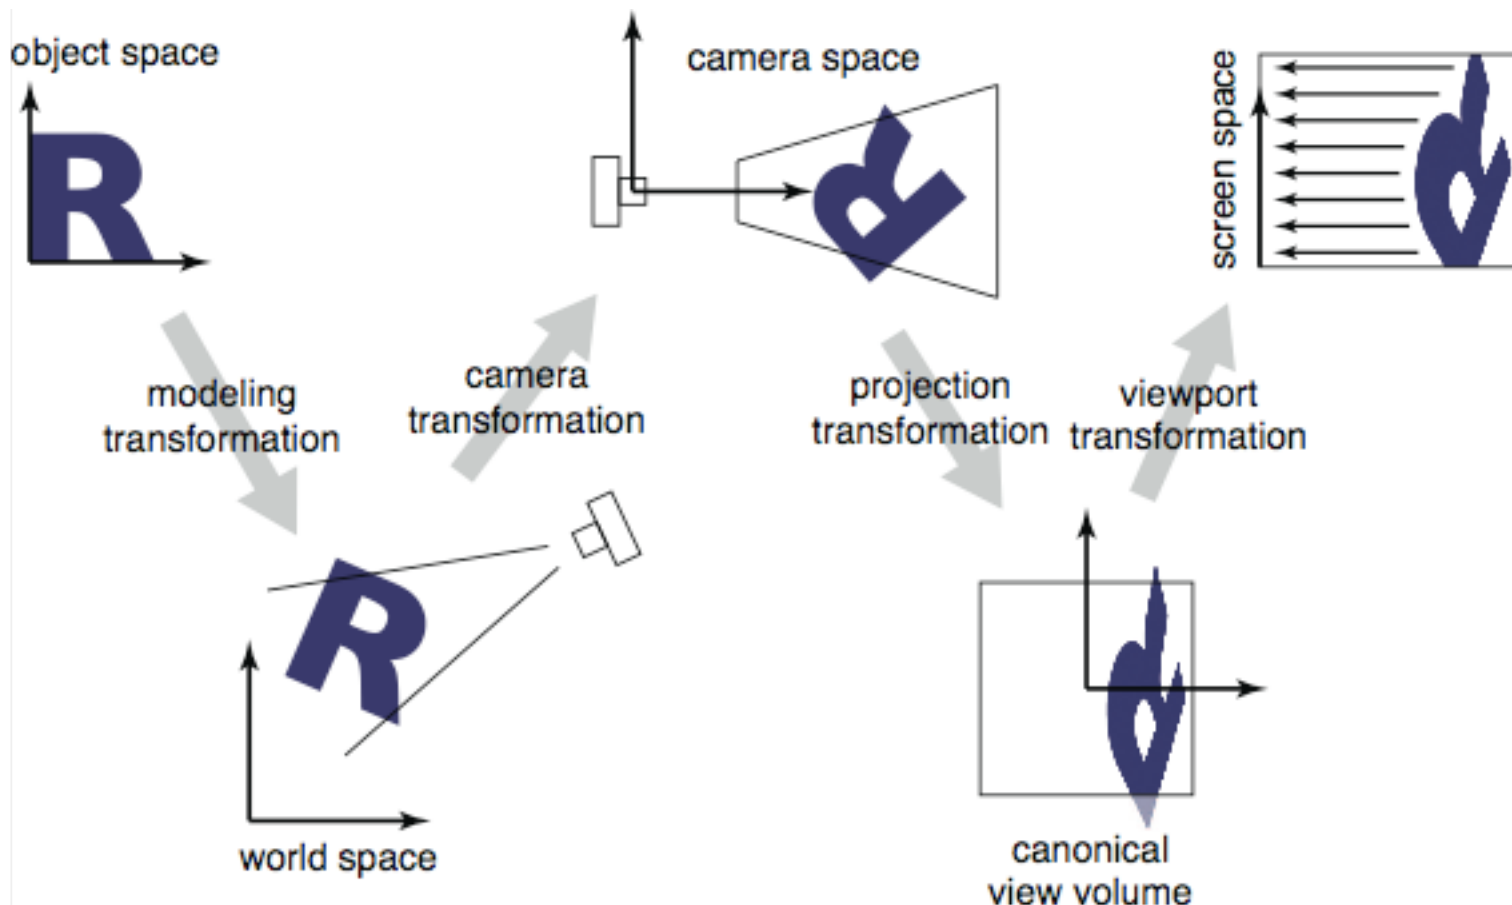 object space
R
modeling
transformation
R
world space
camera
transformation
camera space
R
projection
transformation
canonical
view volume
R
viewport
transformation
screen space
R